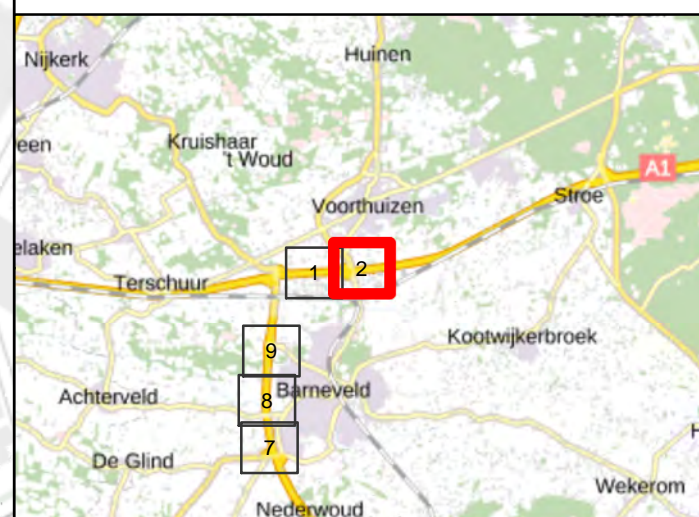 Nijkerk
Huinen
een
Kruishaar
't Woud
A1
Stroe
Voorthuizen
elaken
Terschuur
1
2
Kootwijkerbroek
9
Achterveld
8
Barneveld
De Glind
7
Wekerom
Nederwoud